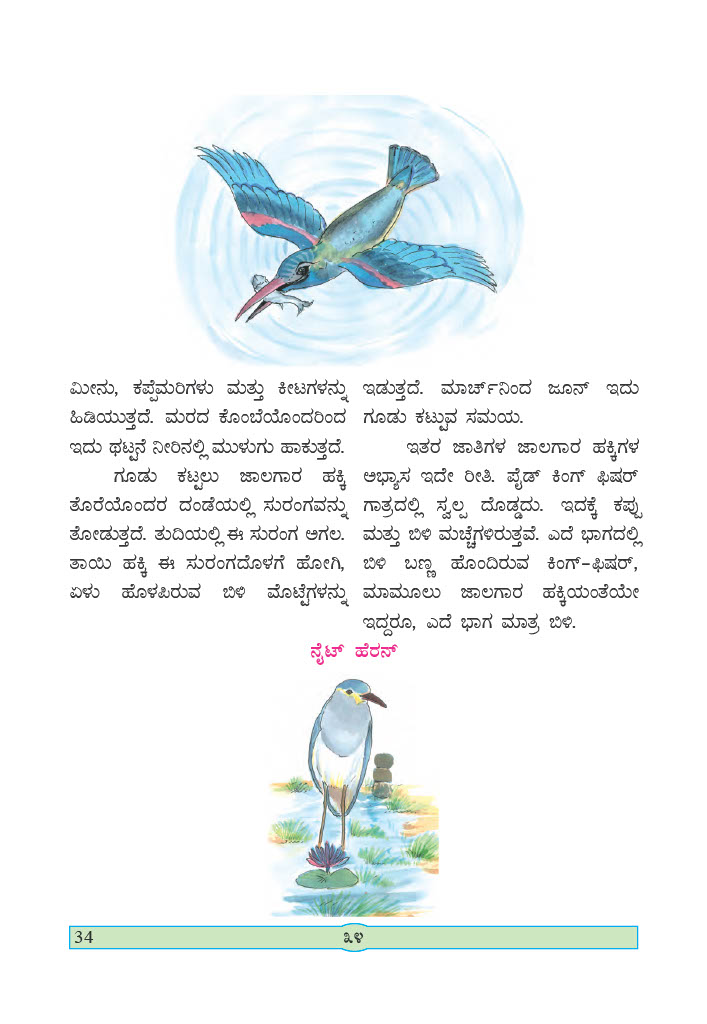 ಮೀನು, ಕಪ್ಪೆಮರಿಗಳು ಮತ್ತು ಕೀಟಗಳನ್ನು
ಹಿಡಿಯುತ್ತದೆ. ಮರದ ಕೊಂಬೆಯೊಂದರಿಂದ
ಇದು ಥಟ್ಟನೆ ನೀರಿನಲ್ಲಿ ಮುಳುಗು ಹಾಕುತ್ತದೆ.
ಗೂಡು ಕಟ್ಟಲು ಜಾಲಗಾರ ಹಕ್ಕಿ
ತೊರೆಯೊಂದರ ದಂಡೆಯಲ್ಲಿ ಸುರಂಗವನ್ನು
ತೋಡುತ್ತದೆ. ತುದಿಯಲ್ಲಿ ಈ ಸುರಂಗ ಅಗಲ.
ತಾಯಿ ಹಕ್ಕಿ ಈ ಸುರಂಗದೊಳಗೆ ಹೋಗಿ,
ಏಳು ಹೊಳಪಿರುವ ಬಿಳಿ ಮೊಟ್ಟೆಗಳನ್ನು
ಇಡುತ್ತದೆ. ಮಾರ್ಚ್‌ನಿಂದ ಜೂನ್ ಇದು
ಗೂಡು ಕಟ್ಟುವ ಸಮಯ.
ಇತರ ಜಾತಿಗಳ ಜಾಲಗಾರ ಹಕ್ಕಿಗಳ
ಅಭ್ಯಾಸ ಇದೇ ರೀತಿ. ಪೈಡ್ ಕಿಂಗ್ ಫಿಷರ್
ಗಾತ್ರದಲ್ಲಿ ಸ್ವಲ್ಪ ದೊಡ್ಡದು. ಇದಕ್ಕೆ ಕಪ್ಪು
ಮತ್ತು ಬಿಳಿ ಮಚ್ಚೆಗಳಿರುತ್ತವೆ. ಎದೆ ಭಾಗದಲ್ಲಿ
ಬಿಳಿ ಬಣ್ಣ ಹೊಂದಿರುವ ಕಿಂಗ್-ಫಿಷರ್,
ಮಾಮೂಲು ಜಾಲಗಾರ ಹಕ್ಕಿಯಂತೆಯೇ
ಇದ್ದರೂ, ಎದೆ ಭಾಗ ಮಾತ್ರ ಬಿಳಿ.
ನೈಟ್ ಹೆರನ್
34 ೩೪